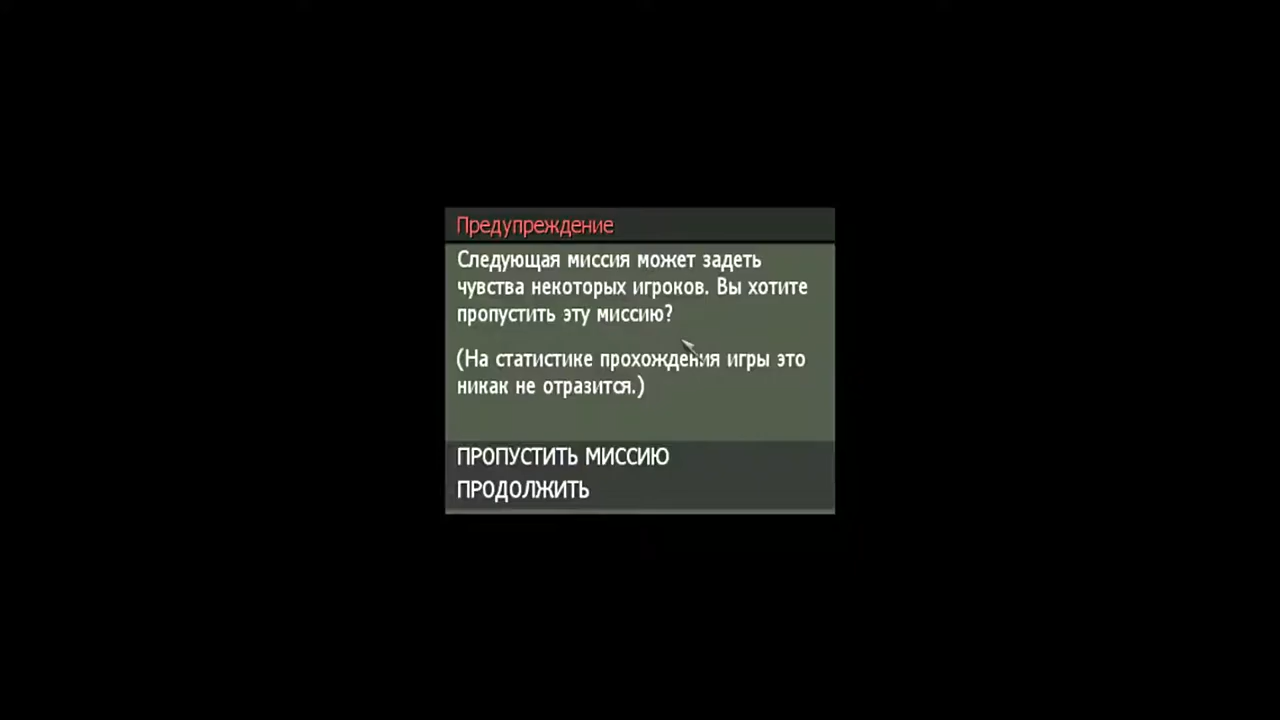 Предупреждение
Следующая миссия может задеть
чувства некоторых игроков. Вы хотите
пропустить эту миссию?
(На статистике прохождения игры это
никак не отразится.)
ПРОПУСТИТЬ МИССИЮ
ПРОДОЛЖИТЬ